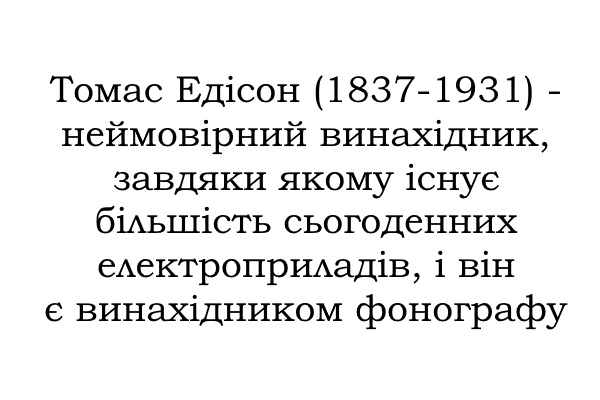 Томас Едісон (1837-1931) -
неймовірний винахідник,
завдяки якому існує
більшість сьогоденних
електроприладів, і він
є винахідником фонографу